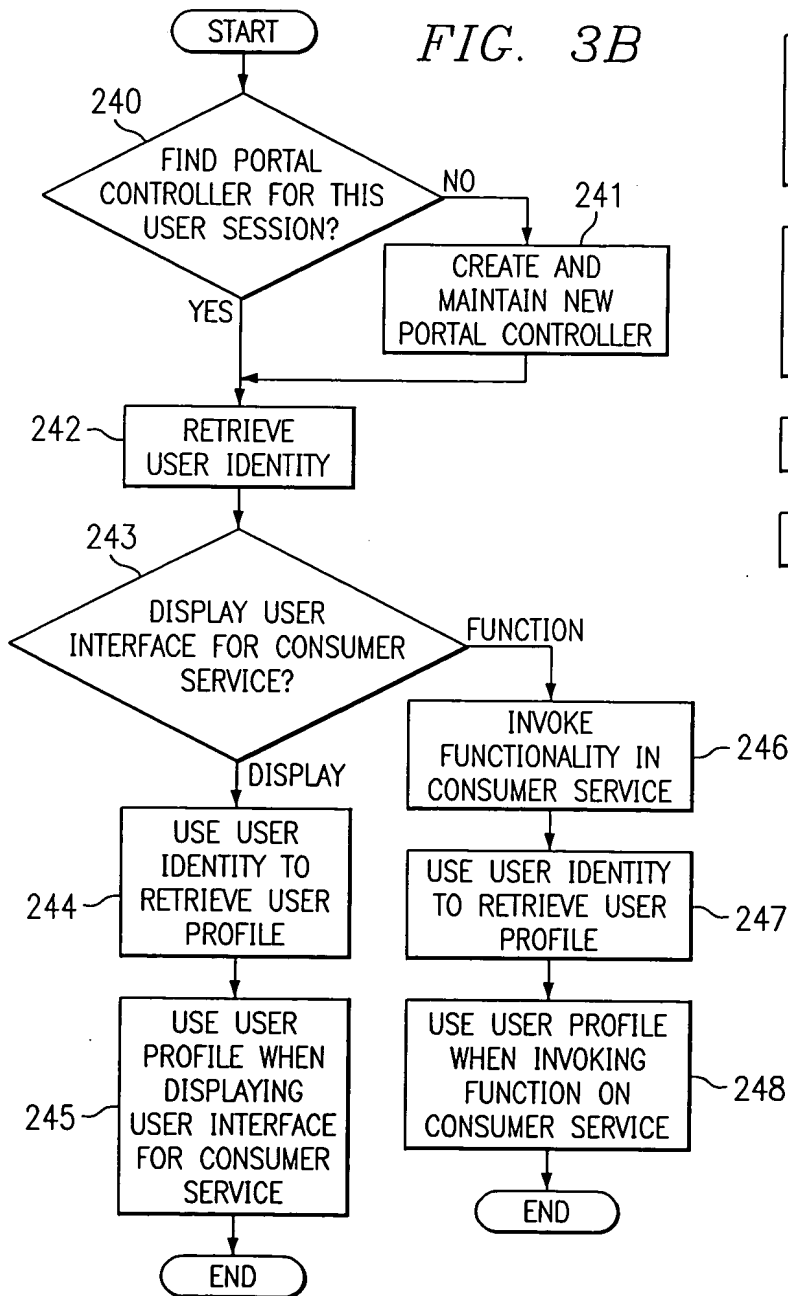 START
FIG. 3B
240
FIND PORTAL
CONTROLLER FOR THIS
USER SESSION?
NO
241
CREATE AND
MAINTAIN NEW
PORTAL CONTROLLER
YES
242
RETRIEVE
USER IDENTITY
243
DISPLAY USER
INTERFACE FOR CONSUMER
SERVICE?
FUNCTION
INVOKE
FUNCTIONALITY IN
CONSUMER SERVICE
246
DISPLAY
USE USER
IDENTITY TO
RETRIEVE USER
PROFILE
244
USE USER IDENTITY
TO RETRIEVE USER
PROFILE
247
USE USER
PROFILE WHEN
DISPLAYING
USER INTERFACE
FOR CONSUMER
SERVICE
245
USE USER PROFILE
WHEN INVOKING
FUNCTION ON
CONSUMER SERVICE
248
END
END